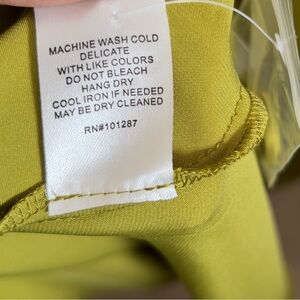 MACHINE WASH COLD
DELICATE
WITH LIKE COLORS
DO NOT BLEACH
HANG DRY
COOL IRON IF NEEDED
MAY BE DRY CLEANED
RN#101287